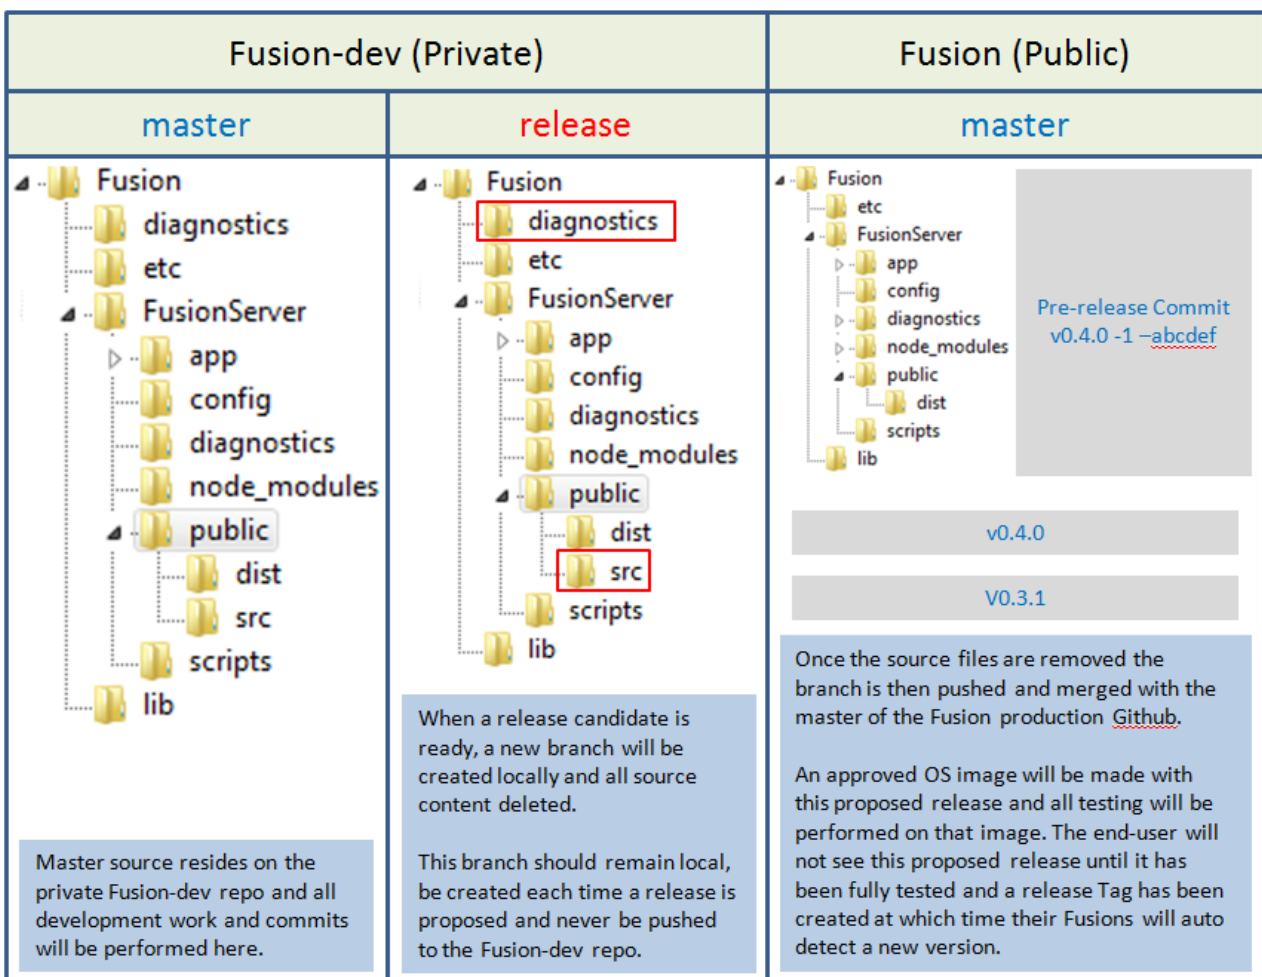 Fusion-dev (Private)
Fusion (Public)
master
release
master
Fusion
diagnostics
etc
FusionServer
app
config
diagnostics
node_modules
public
dist
src
scripts
lib
Master source resides on the
private Fusion-dev repo and all
development work and commits
will be performed here.
Fusion
diagnostics
etc
FusionServer
app
config
diagnostics
node_modules
public
dist
src
scripts
lib
When a release candidate is
ready, a new branch will be
created locally and all source
content deleted.
This branch should remain local,
be created each time a release is
proposed and never be pushed
to the Fusion-dev repo.
Fusion
etc
FusionServer
app
config
diagnostics
node_modules
public
dist
scripts
lib
Pre-release Commit
v0.4.0 -1 –abcdef
v0.4.0
V0.3.1
Once the source files are removed the
branch is then pushed and merged with the
master of the Fusion production Github.
An approved OS image will be made with
this proposed release and all testing will be
performed on that image. The end-user will
not see this proposed release until it has
been fully tested and a release Tag has been
created at which time their Fusions will auto
detect a new version.